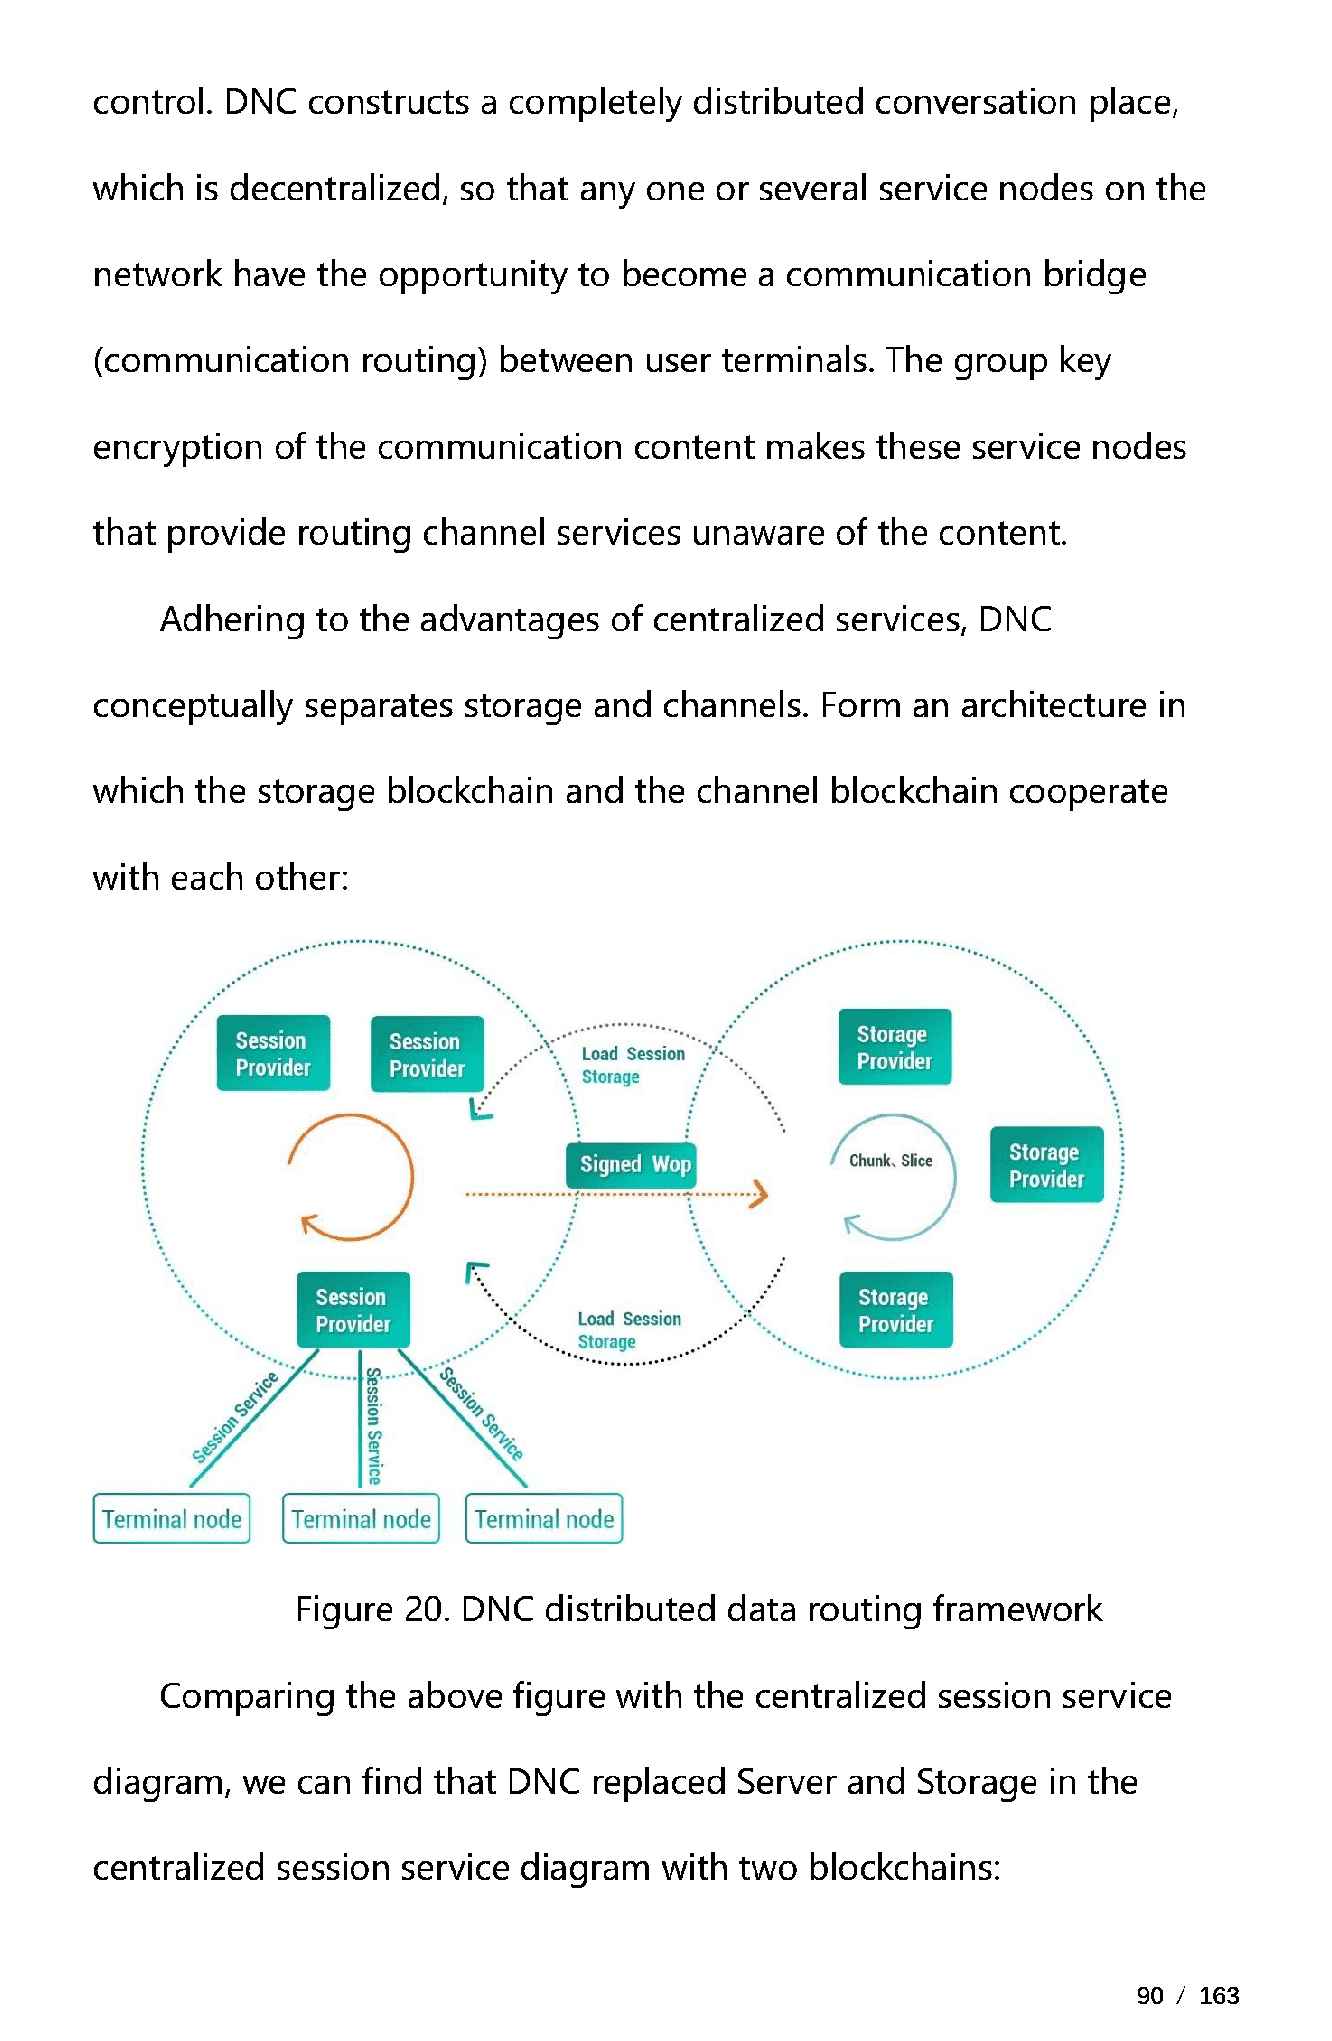 control. DNC constructs a completely distributed conversation place,
which is decentralized, so that any one or several service nodes on the
network have the opportunity to become a communication bridge
(communication routing) between user terminals. The group key
encryption of the communication content makes these service nodes
that provide routing channel services unaware of the content.
Adhering to the advantages of centralized services, DNC
conceptually separates storage and channels. Form an architecture in
which the storage blockchain and the channel blockchain cooperate
with each other:
Session
Provider
Session
Provider
Load Session
Storage
Storage
Provider
Signed Wop
Chunk、Slice
Storage
Provider
Session
Provider
Load Session
Storage
Storage
Provider
Session Service
Session Service
Session Service
Terminal node
Terminal node
Terminal node
Figure 20. DNC distributed data routing framework
Comparing the above figure with the centralized session service
diagram, we can find that DNC replaced Server and Storage in the
centralized session service diagram with two blockchains:
90 / 163